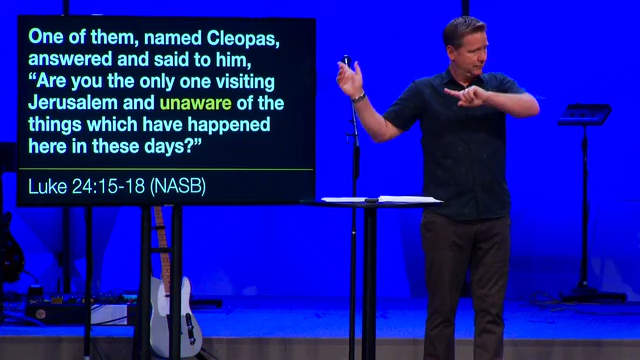 One of them, named Cleopas,
answered and said to him,
“Are you the only one visiting
Jerusalem and unaware of the
things which have happened
here in these days?”
Luke 24:15-18 (NASB)